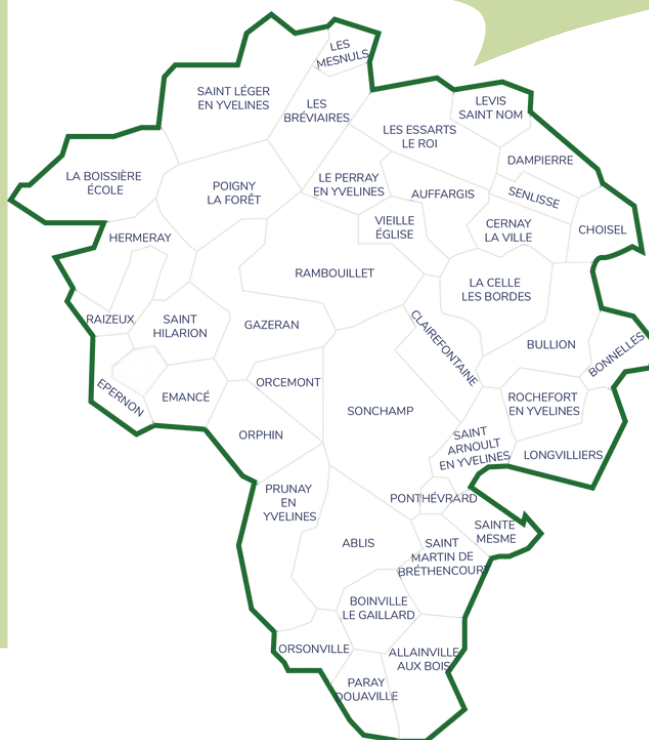 LES
MESNULS
SAINT LÉGER
EN YVELINES
LES
BRÉVIAIRES
LEVIS
SAINT NOM
LES ESSARTS
LE ROI
DAMPIERRE
LA BOISSIÈRE
ÉCOLE
POIGNY
LA FORÊT
LE PERRAY
EN YVELINES
AUFFARGIS
SENLISSE
VIEILLE
ÉGLISE
CERNAY
LA VILLE
CHOISEL
HERMERAY
RAMBOUILLET
LA CELLE
LES BORDES
RAIZEUX
SAINT
HILARION
GAZERAN
CLAIREFONTAINE
BULLION
BONNELLES
EPERNON
EMANCÉ
ORCEMONT
SONCHAMP
ROCHEFORT
EN YVELINES
ORPHIN
SAINT
ARNOULT
EN YVELINES
LONGVILLIERS
PRUNAY
EN
YVELINES
PONTHÉVRARD
SAINTE
MESME
ABLIS
SAINT
MARTIN DE
BRÉTHENCOURT
BOINVILLE
LE GAILLARD
ORSONVILLE
ALLAINVILLE
AUX BOIS
PARAY
DOUAVILLE